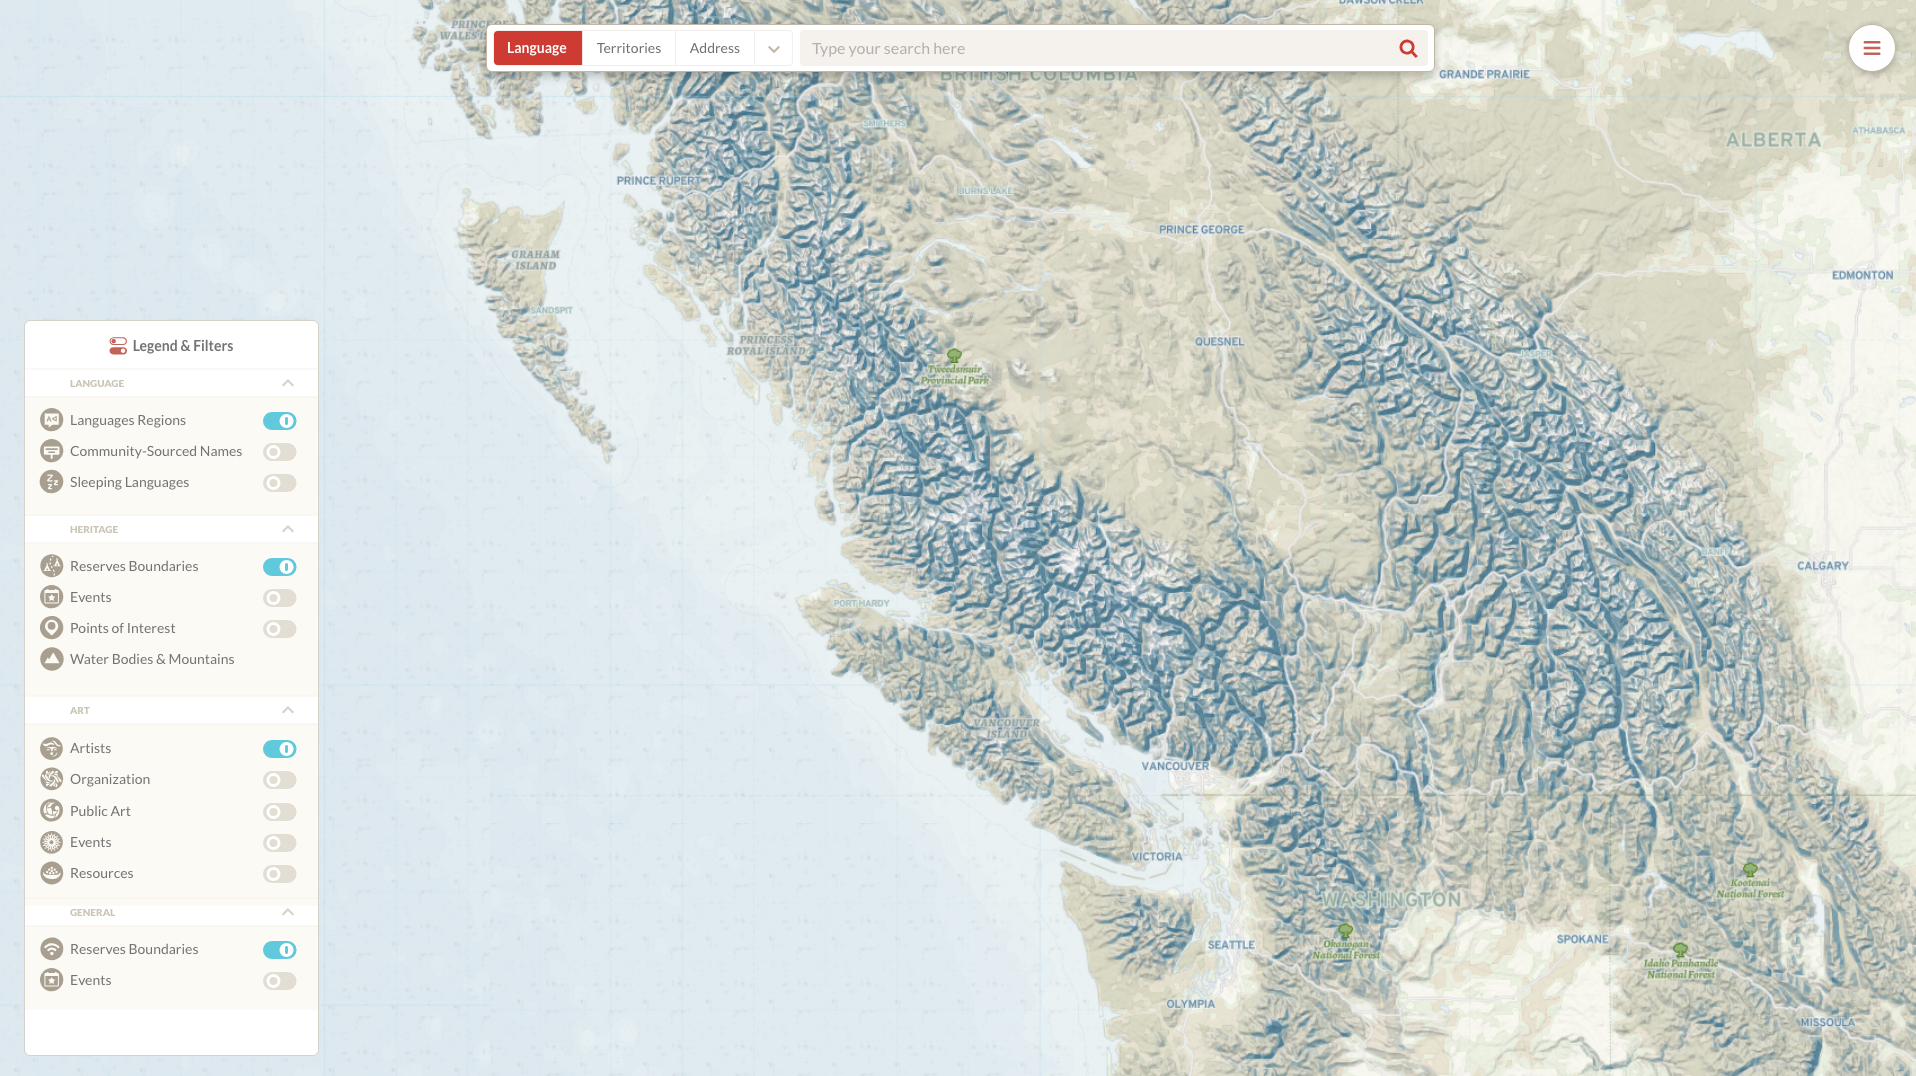 DAWSON CREEK
PRINCE OF
WALES ISLAND
Language
Territories
Address
Type your search here
BRITISH COLUMBIA
GRANDE PRAIRIE
SMITHERS
ALBERTA
ATHABASCA
PRINCE RUPERT
BURNS LAKE
PRINCE GEORGE
GRAHAM
ISLAND
EDMONTON
SANDSPIT
PRINCESS
ROYAL ISLAND
QUESNEL
JASPER
Tweedsmuir
Provincial Park
Legend & Filters
LANGUAGE
Languages Regions
Community-Sourced Names
Sleeping Languages
HERITAGE
Reserves Boundaries
Events
Points of Interest
Water Bodies & Mountains
ART
Artists
Organization
Public Art
Events
Resources
GENERAL
Reserves Boundaries
Events
BANFF
CALGARY
PORT HARDY
VANCOUVER
ISLAND
VANCOUVER
VICTORIA
WASHINGTON
Kootenai
National Forest
SEATTLE
Okanogan
National Forest
SPOKANE
Idaho Panhandle
National Forest
OLYMPIA
MISSOULA